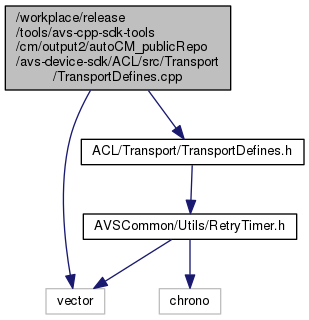 /workplace/release
/tools/avs-cpp-sdk-tools
/cm/output2/autoCM_publicRepo
/avs-device-sdk/ACL/src/Transport
/TransportDefines.cpp
ACL/Transport/TransportDefines.h
AVSCommon/Utils/RetryTimer.h
vector
chrono